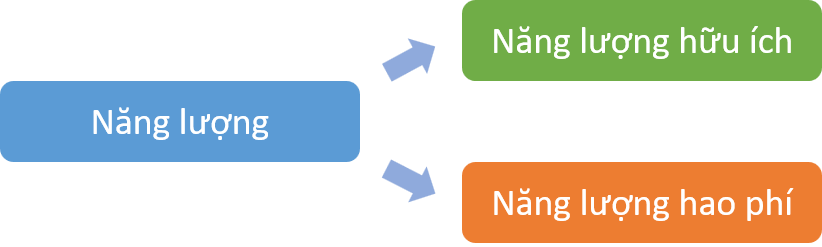 Năng lượng
Năng lượng hữu ích
Năng lượng hao phí